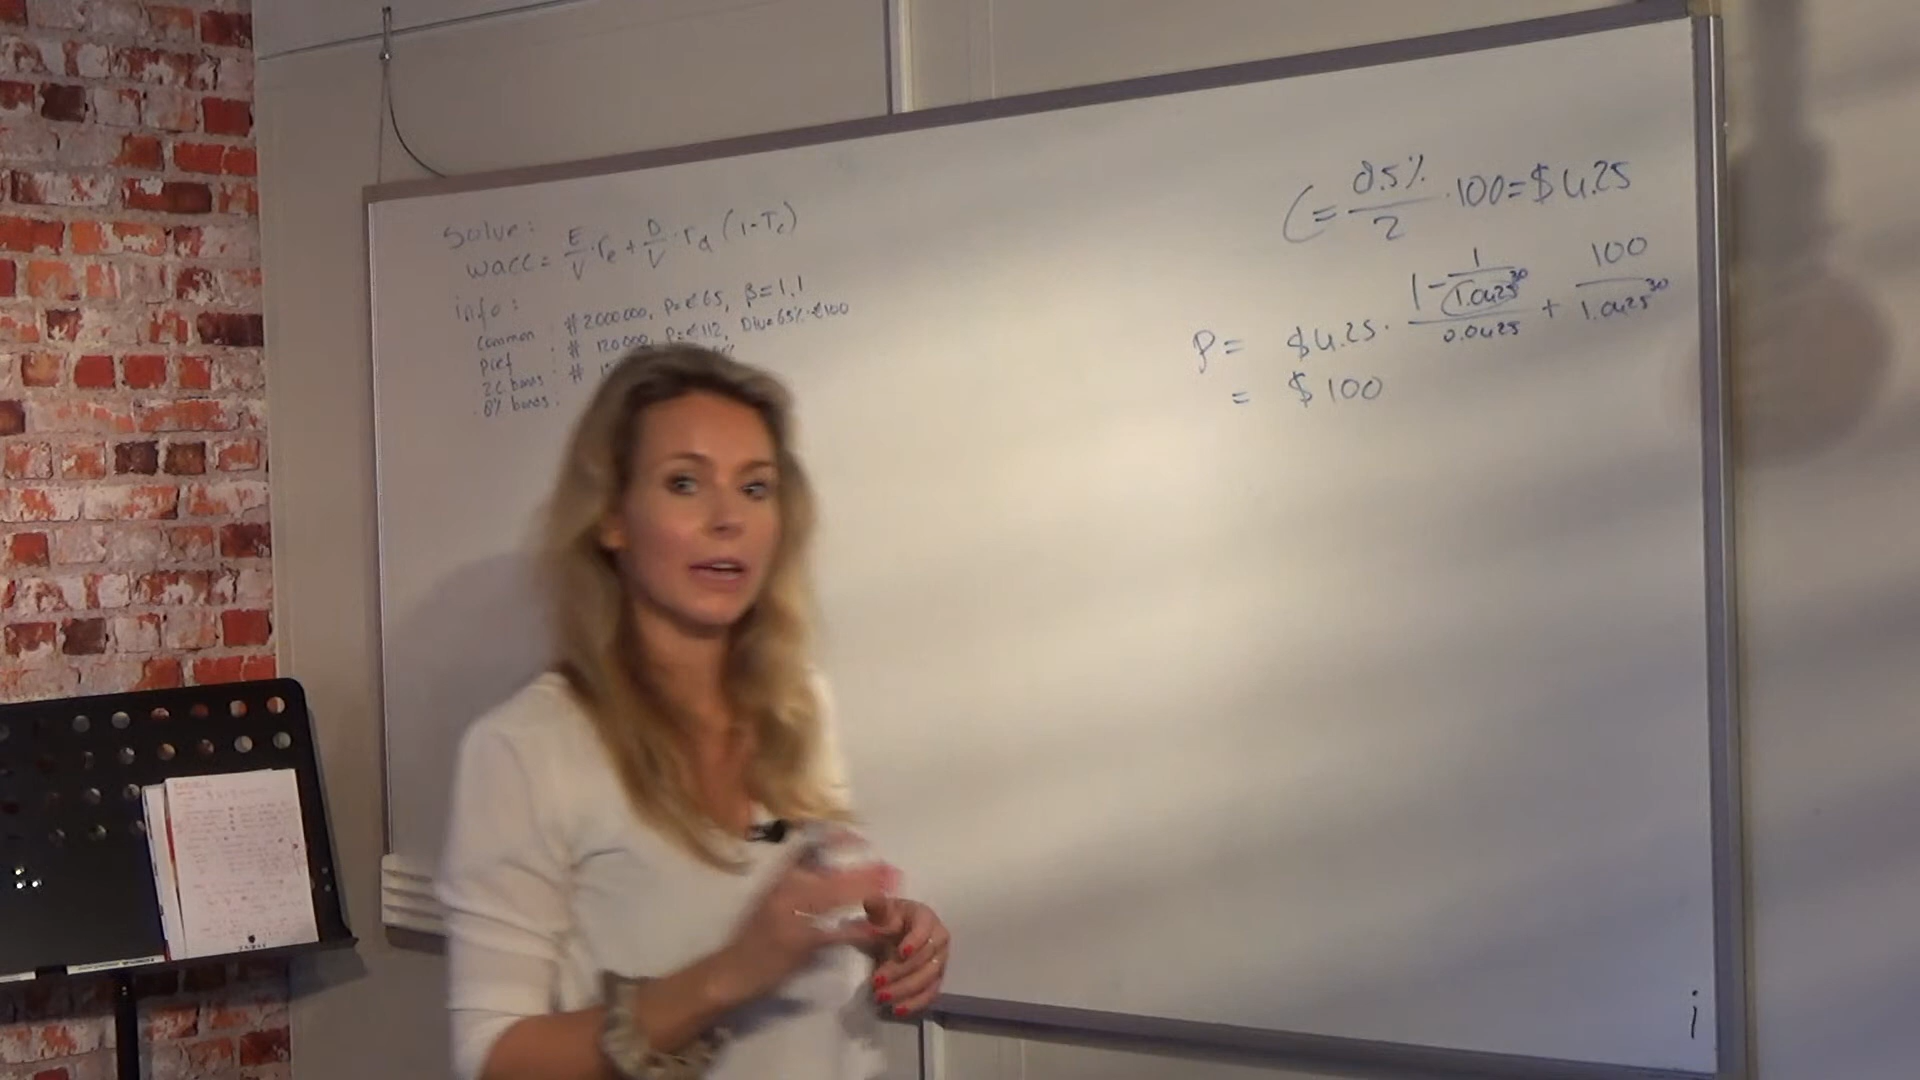 Solve:
WACC = E/V · re + D/V · rd (1-Tc)
info:
Common : # 2000000, P=€65, β=1.1
pref : # 120000, P=€112, Div=6.5%·€100
ZC bonds : #
8% bonds :
C = 8.5%/2 · 100 = $4.25
P = $4.25 · (1 - 1/(1.0425)^30)/0.0425 + 100/1.0425^30
= $100
i